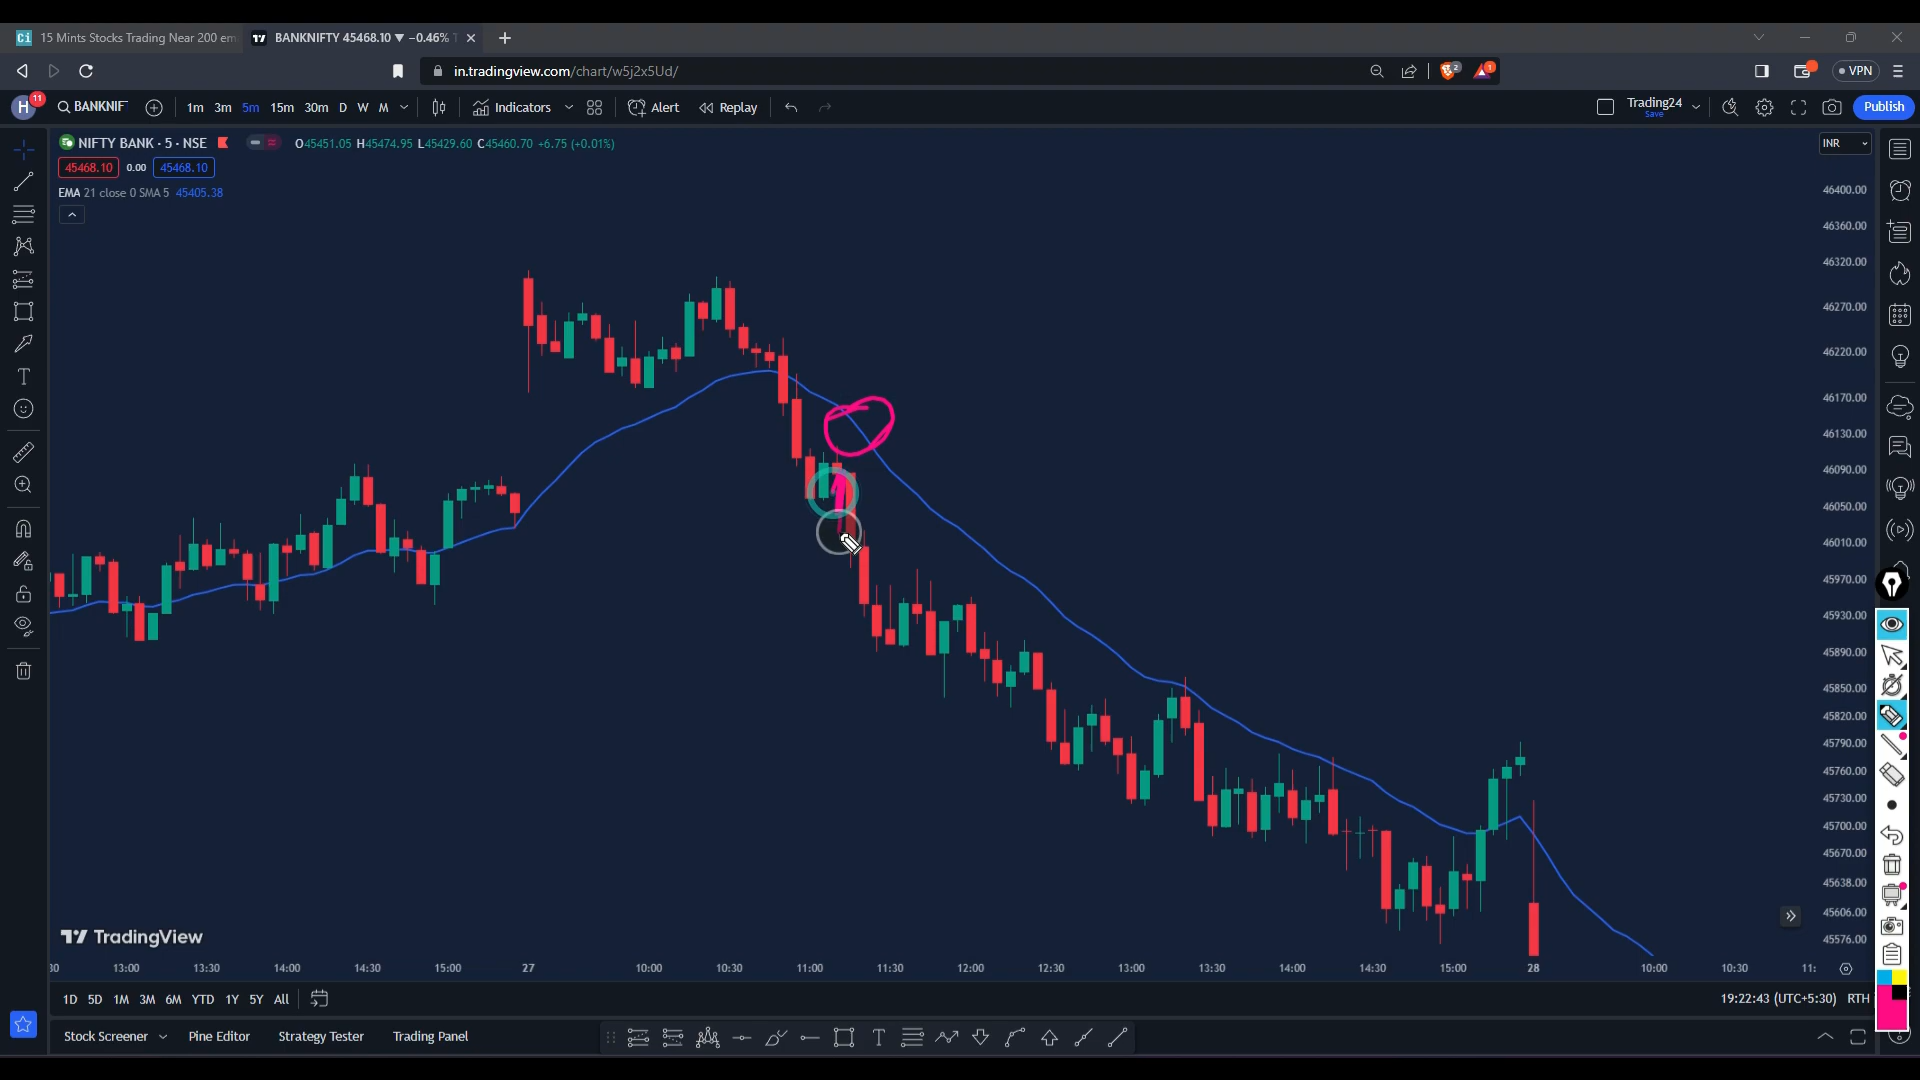 Ci 15 Mints Stocks Trading Near 200 em
BANKNIFTY 45468.10 ▼ −0.46%
in.tradingview.com/chart/w5j2x5Ud/
2
1
VPN
H
11
BANKNIF
1m 3m 5m 15m 30m D W M
Indicators
Alert
Replay
Trading24
Save
Publish
NIFTY BANK · 5 · NSE
O45451.05 H45474.95 L45429.60 C45460.70 +6.75 (+0.01%)
INR
45468.10 0.00 45468.10
EMA 21 close 0 SMA 5 45405.38
46400.00
46360.00
46320.00
46270.00
46220.00
46170.00
46130.00
46090.00
46050.00
46010.00
45970.00
45930.00
45890.00
45850.00
45820.00
45790.00
45760.00
45730.00
45700.00
45670.00
45638.00
45606.00
45576.00
TradingView
30 13:00 13:30 14:00 14:30 15:00 27 10:00 10:30 11:00 11:30 12:00 12:30 13:00 13:30 14:00 14:30 15:00 28 10:00 10:30 11:
1D 5D 1M 3M 6M YTD 1Y 5Y All
19:22:43 (UTC+5:30) RTH
Stock Screener Pine Editor Strategy Tester Trading Panel